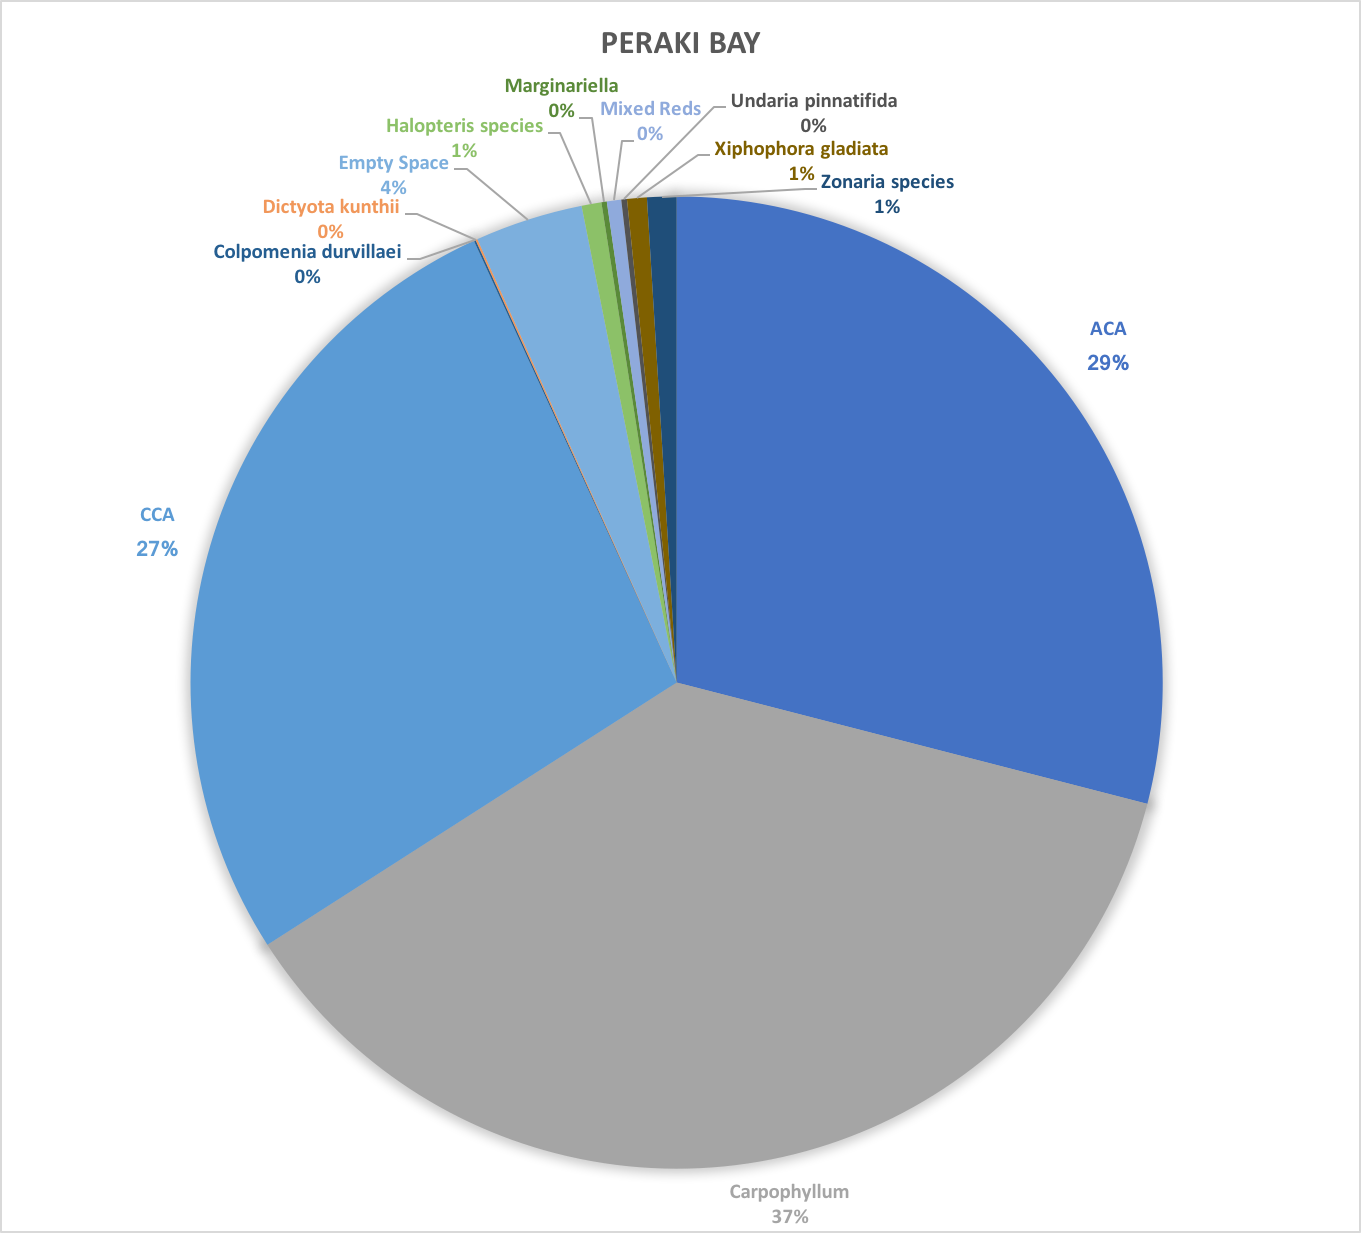 PERAKI BAY
Marginariella
0%
Mixed Reds
0%
Undaria pinnatifida
0%
Halopteris species
1%
Xiphophora gladiata
1%
Empty Space
4%
Zonaria species
1%
Dictyota kunthii
0%
Colpomenia durvillaei
0%
ACA
29%
CCA
27%
Carpophyllum
37%